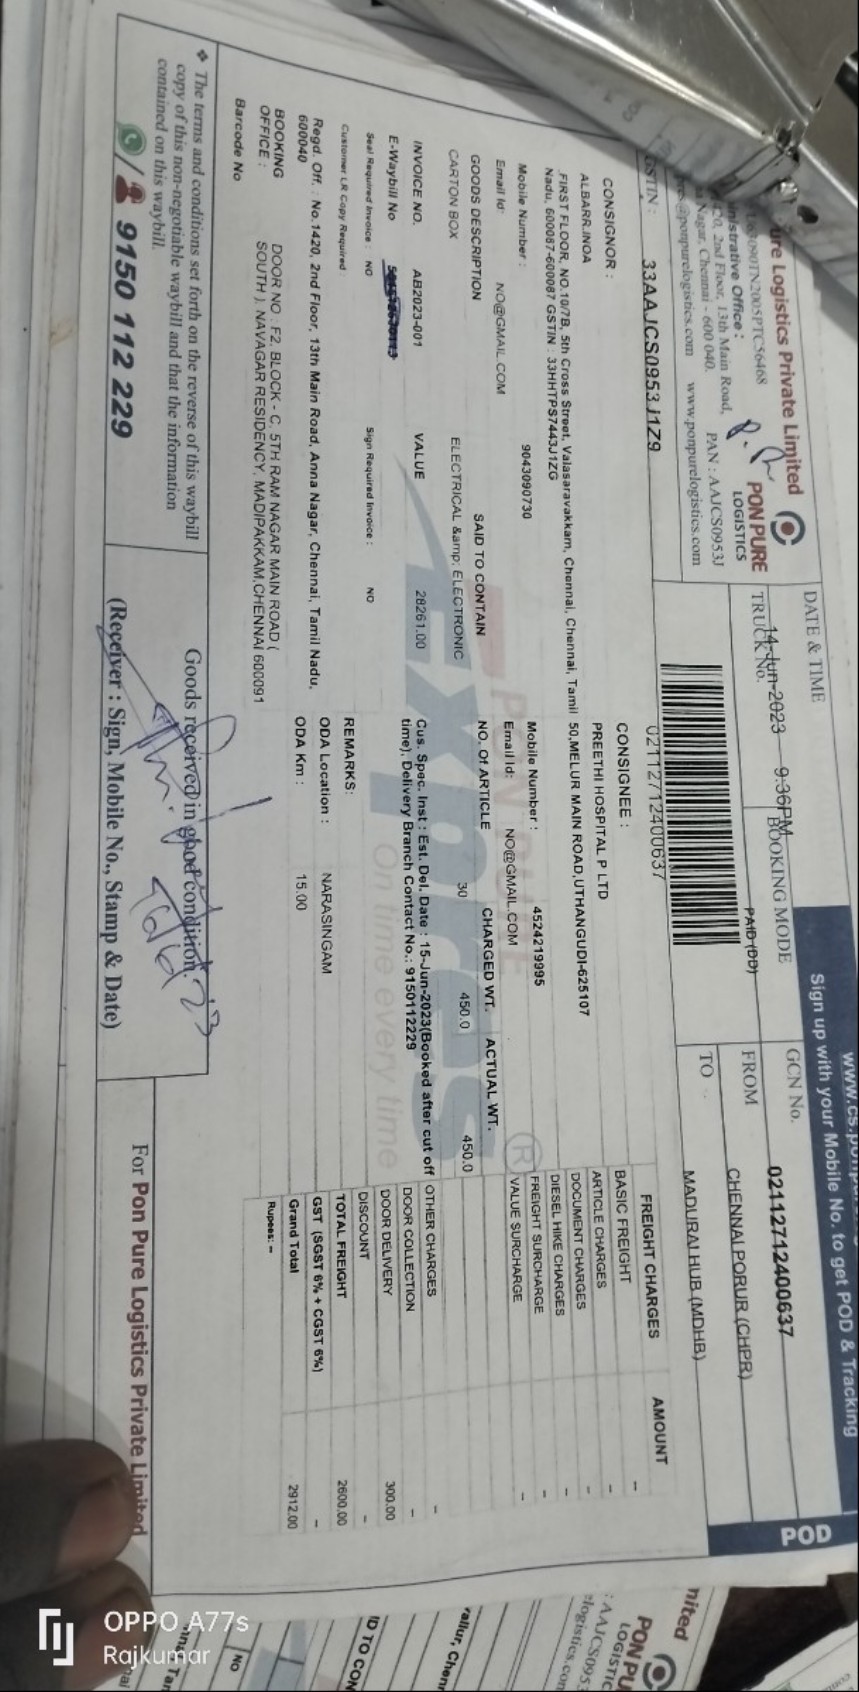 www.cs.ponpure
Sign up with your Mobile No. to get POD & Tracking
POD
ure Logistics Private Limited
PON PURE
LOGISTICS
inistrative Office :
20, 2nd Floor, 13th Main Road,
Nagar, Chennai - 600 040.
PAN : AAJCS0953J
@ponpurelogistics.com www.ponpurelogistics.com
GSTIN : 33AAJCS0953J1Z9
DATE & TIME
14-Jun-2023 9:36PM
TRUCK No.
BOOKING MODE
PAID (DD)
GCN No. 02112712400637
FROM CHENNAI PORUR (CHPR)
TO MADURAI HUB (MDHB)
02112712400637
CONSIGNOR :
ALBARR.INOA
FIRST FLOOR, NO.10/7B, 5th Cross Street, Valasaravakkam, Chennai, Chennai, Tamil
Nadu, 600087-600087 GSTIN : 33HHTPS7443J1ZG
Mobile Number : 9043090730
Email Id: NO@GMAIL.COM
CONSIGNEE :
PREETHI HOSPITAL P LTD
50,MELUR MAIN ROAD,UTHANGUDI-625107
Mobile Number : 4524219995
Email Id: NO@GMAIL.COM
GOODS DESCRIPTION SAID TO CONTAIN NO. Of ARTICLE CHARGED WT. ACTUAL WT.
CARTON BOX ELECTRICAL &amp; ELECTRONIC 30 450.0 450.0
INVOICE NO. AB2023-001 VALUE 28261.00
E-Waybill No
Seal Required Invoice : NO Sign Required Invoice : NO
Customer LR Copy Required :
Cus. Spec. Inst : Est. Del. Date : 15-Jun-2023(Booked after cut off
time), Delivery Branch Contact No.: 9150112229
REMARKS:
ODA Location : NARASINGAM
ODA Km : 15.00
Regd. Off. : No.1420, 2nd Floor, 13th Main Road, Anna Nagar, Chennai, Tamil Nadu,
600040
BOOKING OFFICE : DOOR NO : F2, BLOCK - C, 5TH RAM NAGAR MAIN ROAD (
SOUTH ), NAVAGAR RESIDENCY, MADIPAKKAM,CHENNAI 600091
Barcode No
FREIGHT CHARGES AMOUNT
BASIC FREIGHT -
ARTICLE CHARGES -
DOCUMENT CHARGES -
DIESEL HIKE CHARGES -
FREIGHT SURCHARGE -
VALUE SURCHARGE -
OTHER CHARGES -
DOOR COLLECTION -
DOOR DELIVERY 300.00
DISCOUNT -
TOTAL FREIGHT 2600.00
GST (SGST 6% + CGST 6%) -
Grand Total 2912.00
Rupees: --
PON PURE
Express
On time every time
The terms and conditions set forth on the reverse of this waybill
copy of this non-negotiable waybill and that the information
contained on this waybill.
9150 112 229
Goods received in good condition.
(Receiver : Sign, Mobile No., Stamp & Date)
For Pon Pure Logistics Private Limited
OPPO A77s
Rajkumar